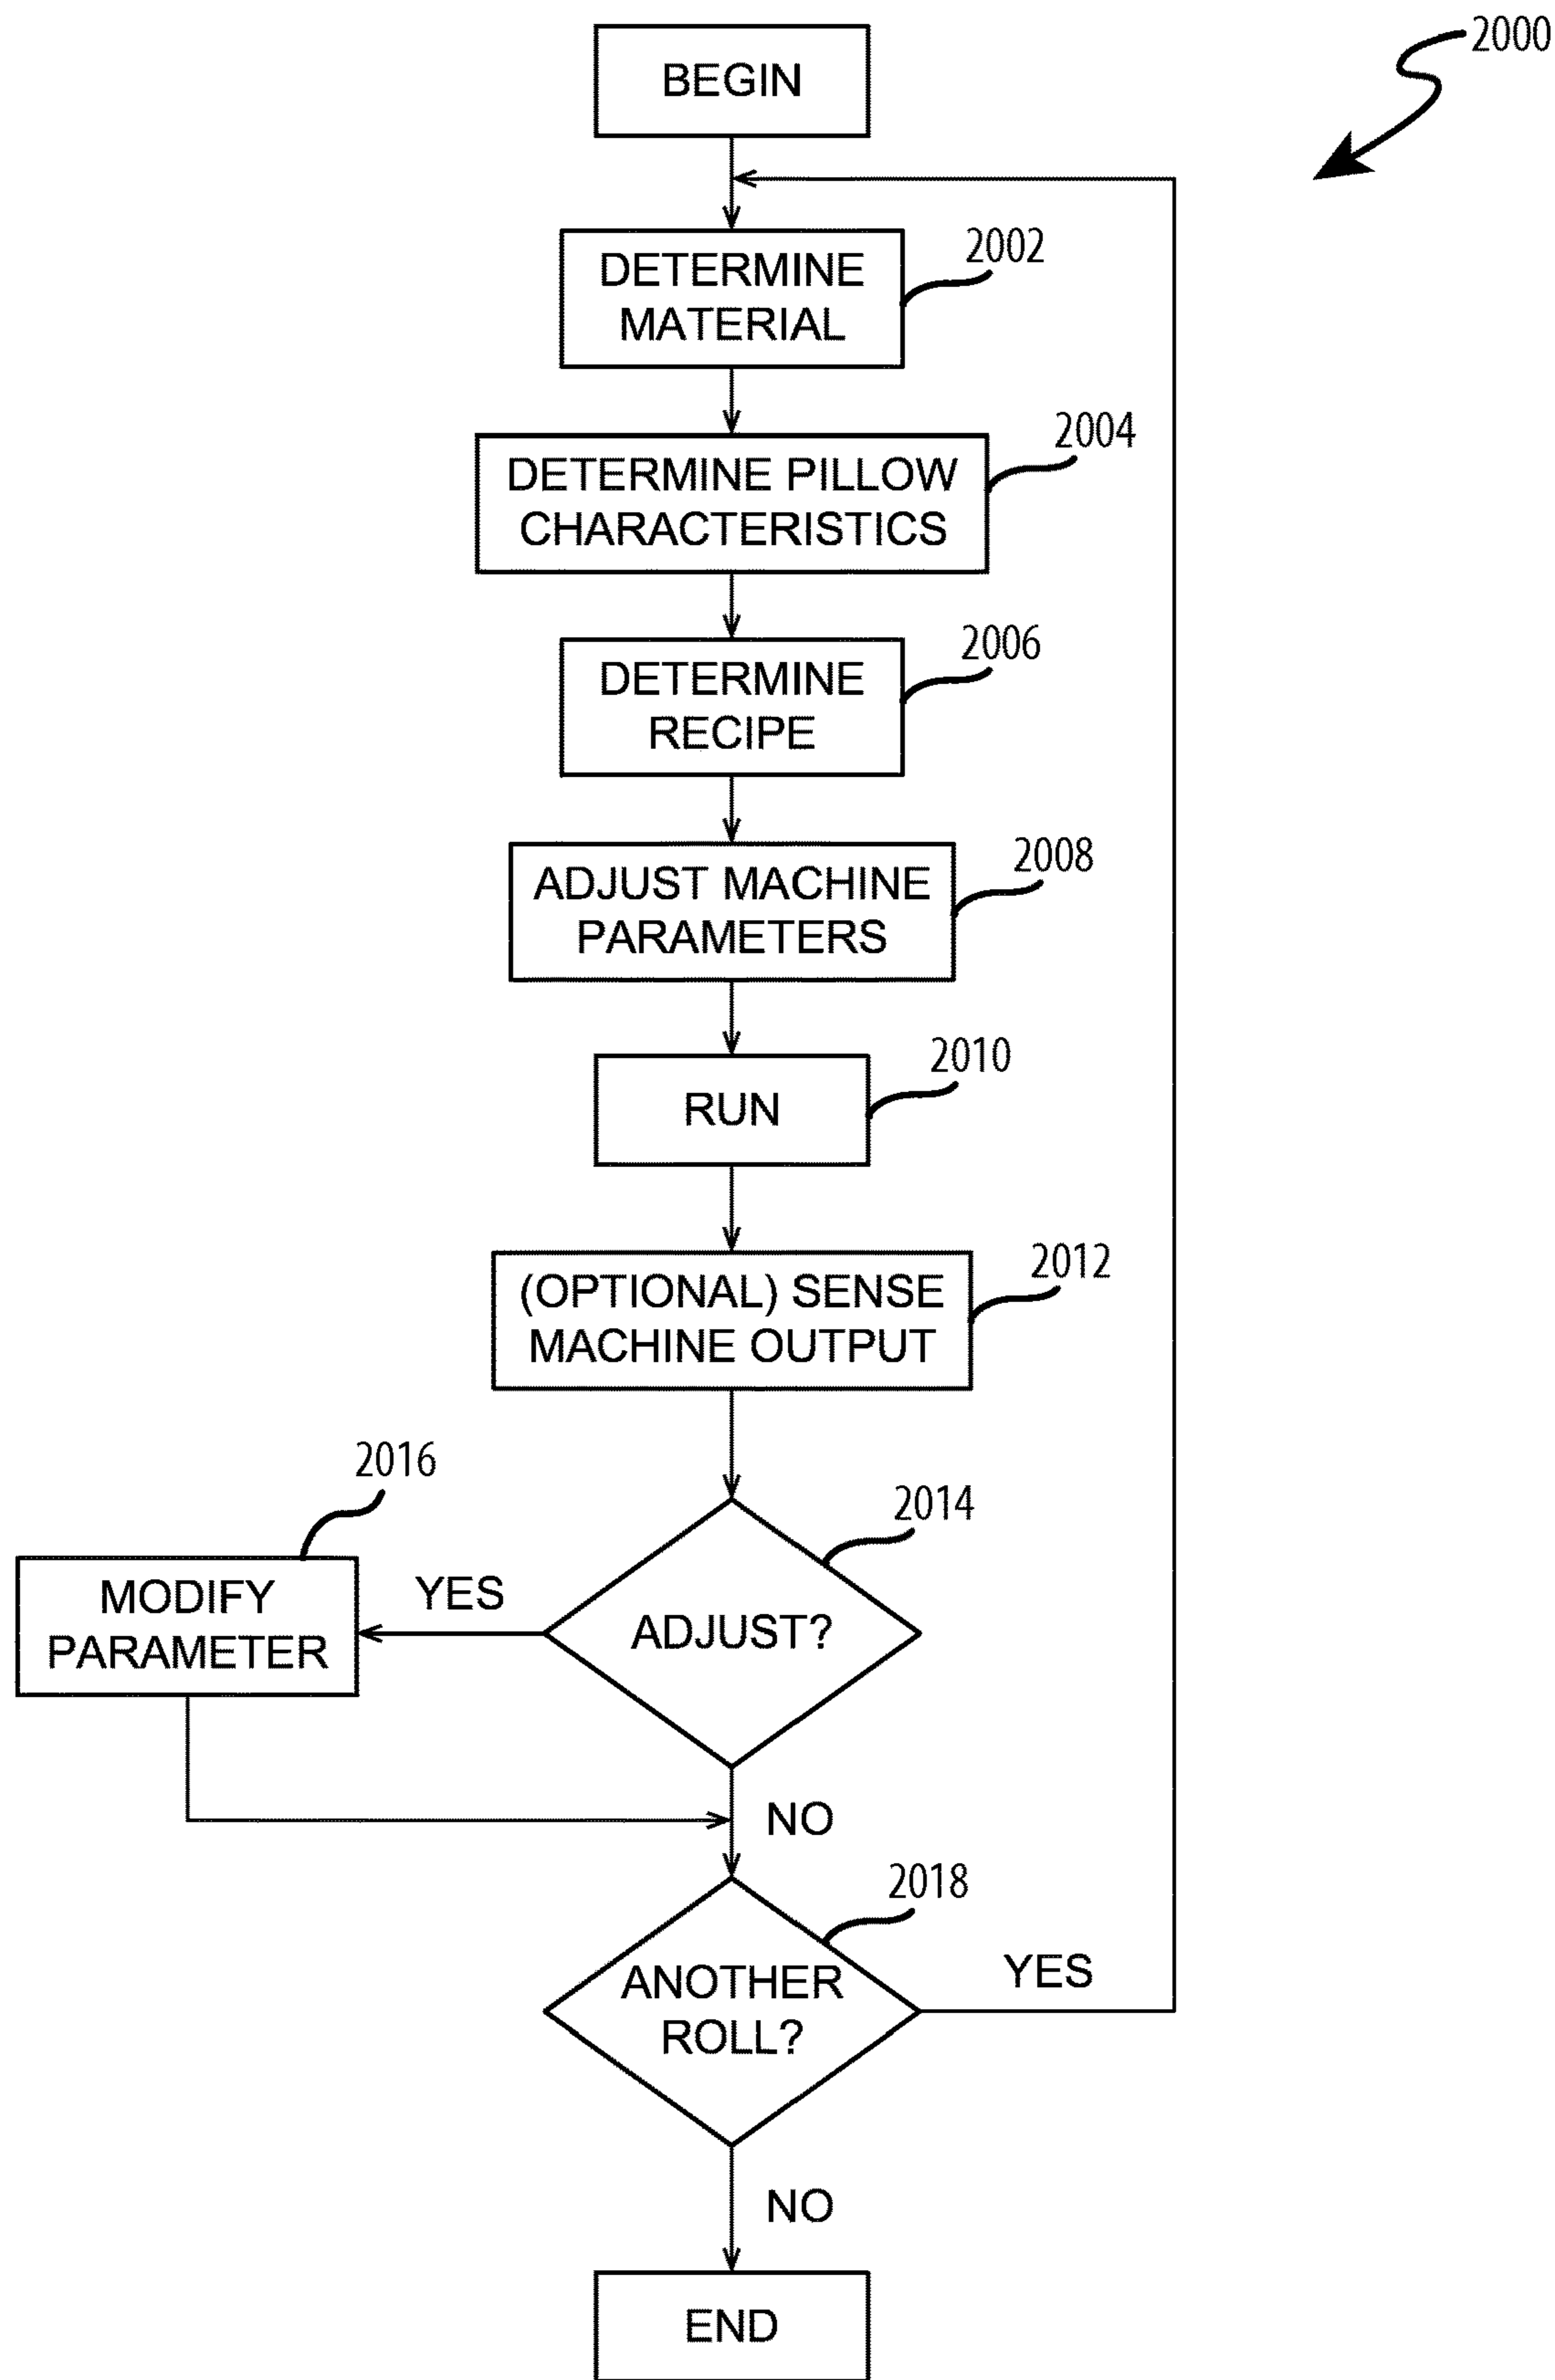 2000
BEGIN
2002
DETERMINE
MATERIAL
2004
DETERMINE PILLOW
CHARACTERISTICS
2006
DETERMINE
RECIPE
2008
ADJUST MACHINE
PARAMETERS
2010
RUN
2012
(OPTIONAL) SENSE
MACHINE OUTPUT
2016
2014
MODIFY
PARAMETER
YES
ADJUST?
NO
2018
ANOTHER
ROLL?
YES
NO
END